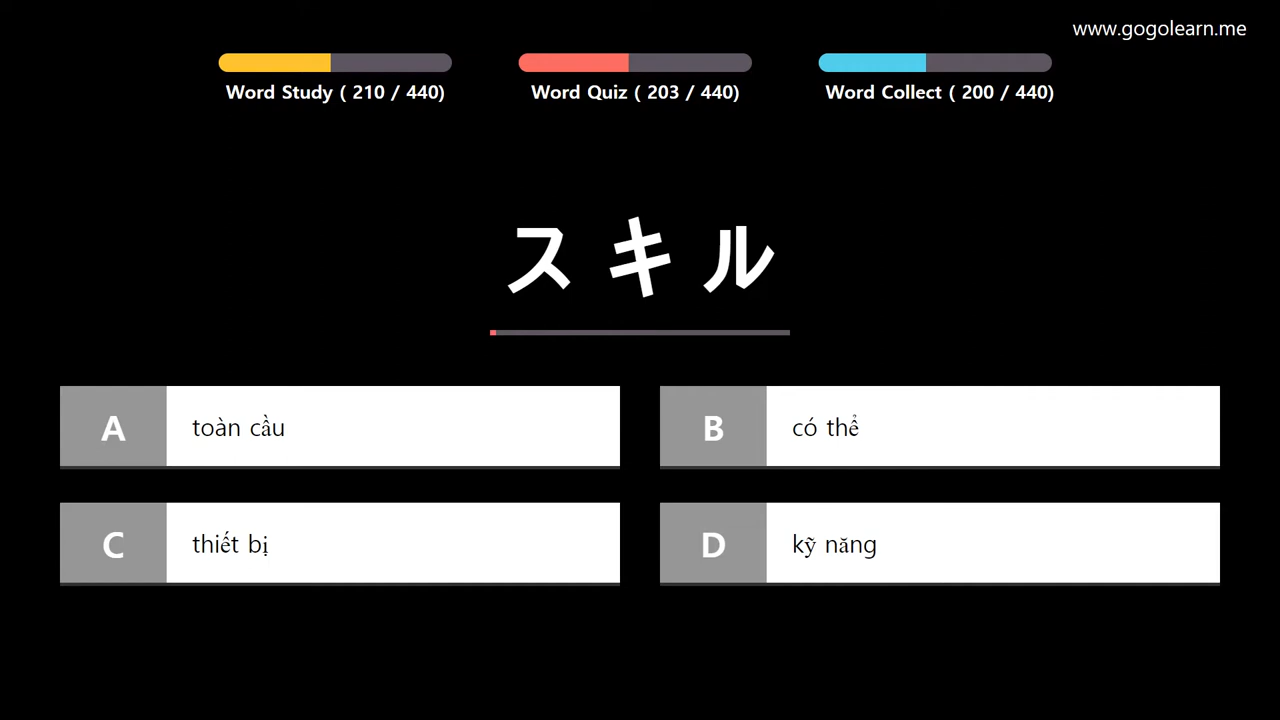 www.gogolearn.me
Word Study ( 210 / 440)
Word Quiz ( 203 / 440)
Word Collect ( 200 / 440)
スキル
A toàn cầu
B có thể
C thiết bị
D kỹ năng